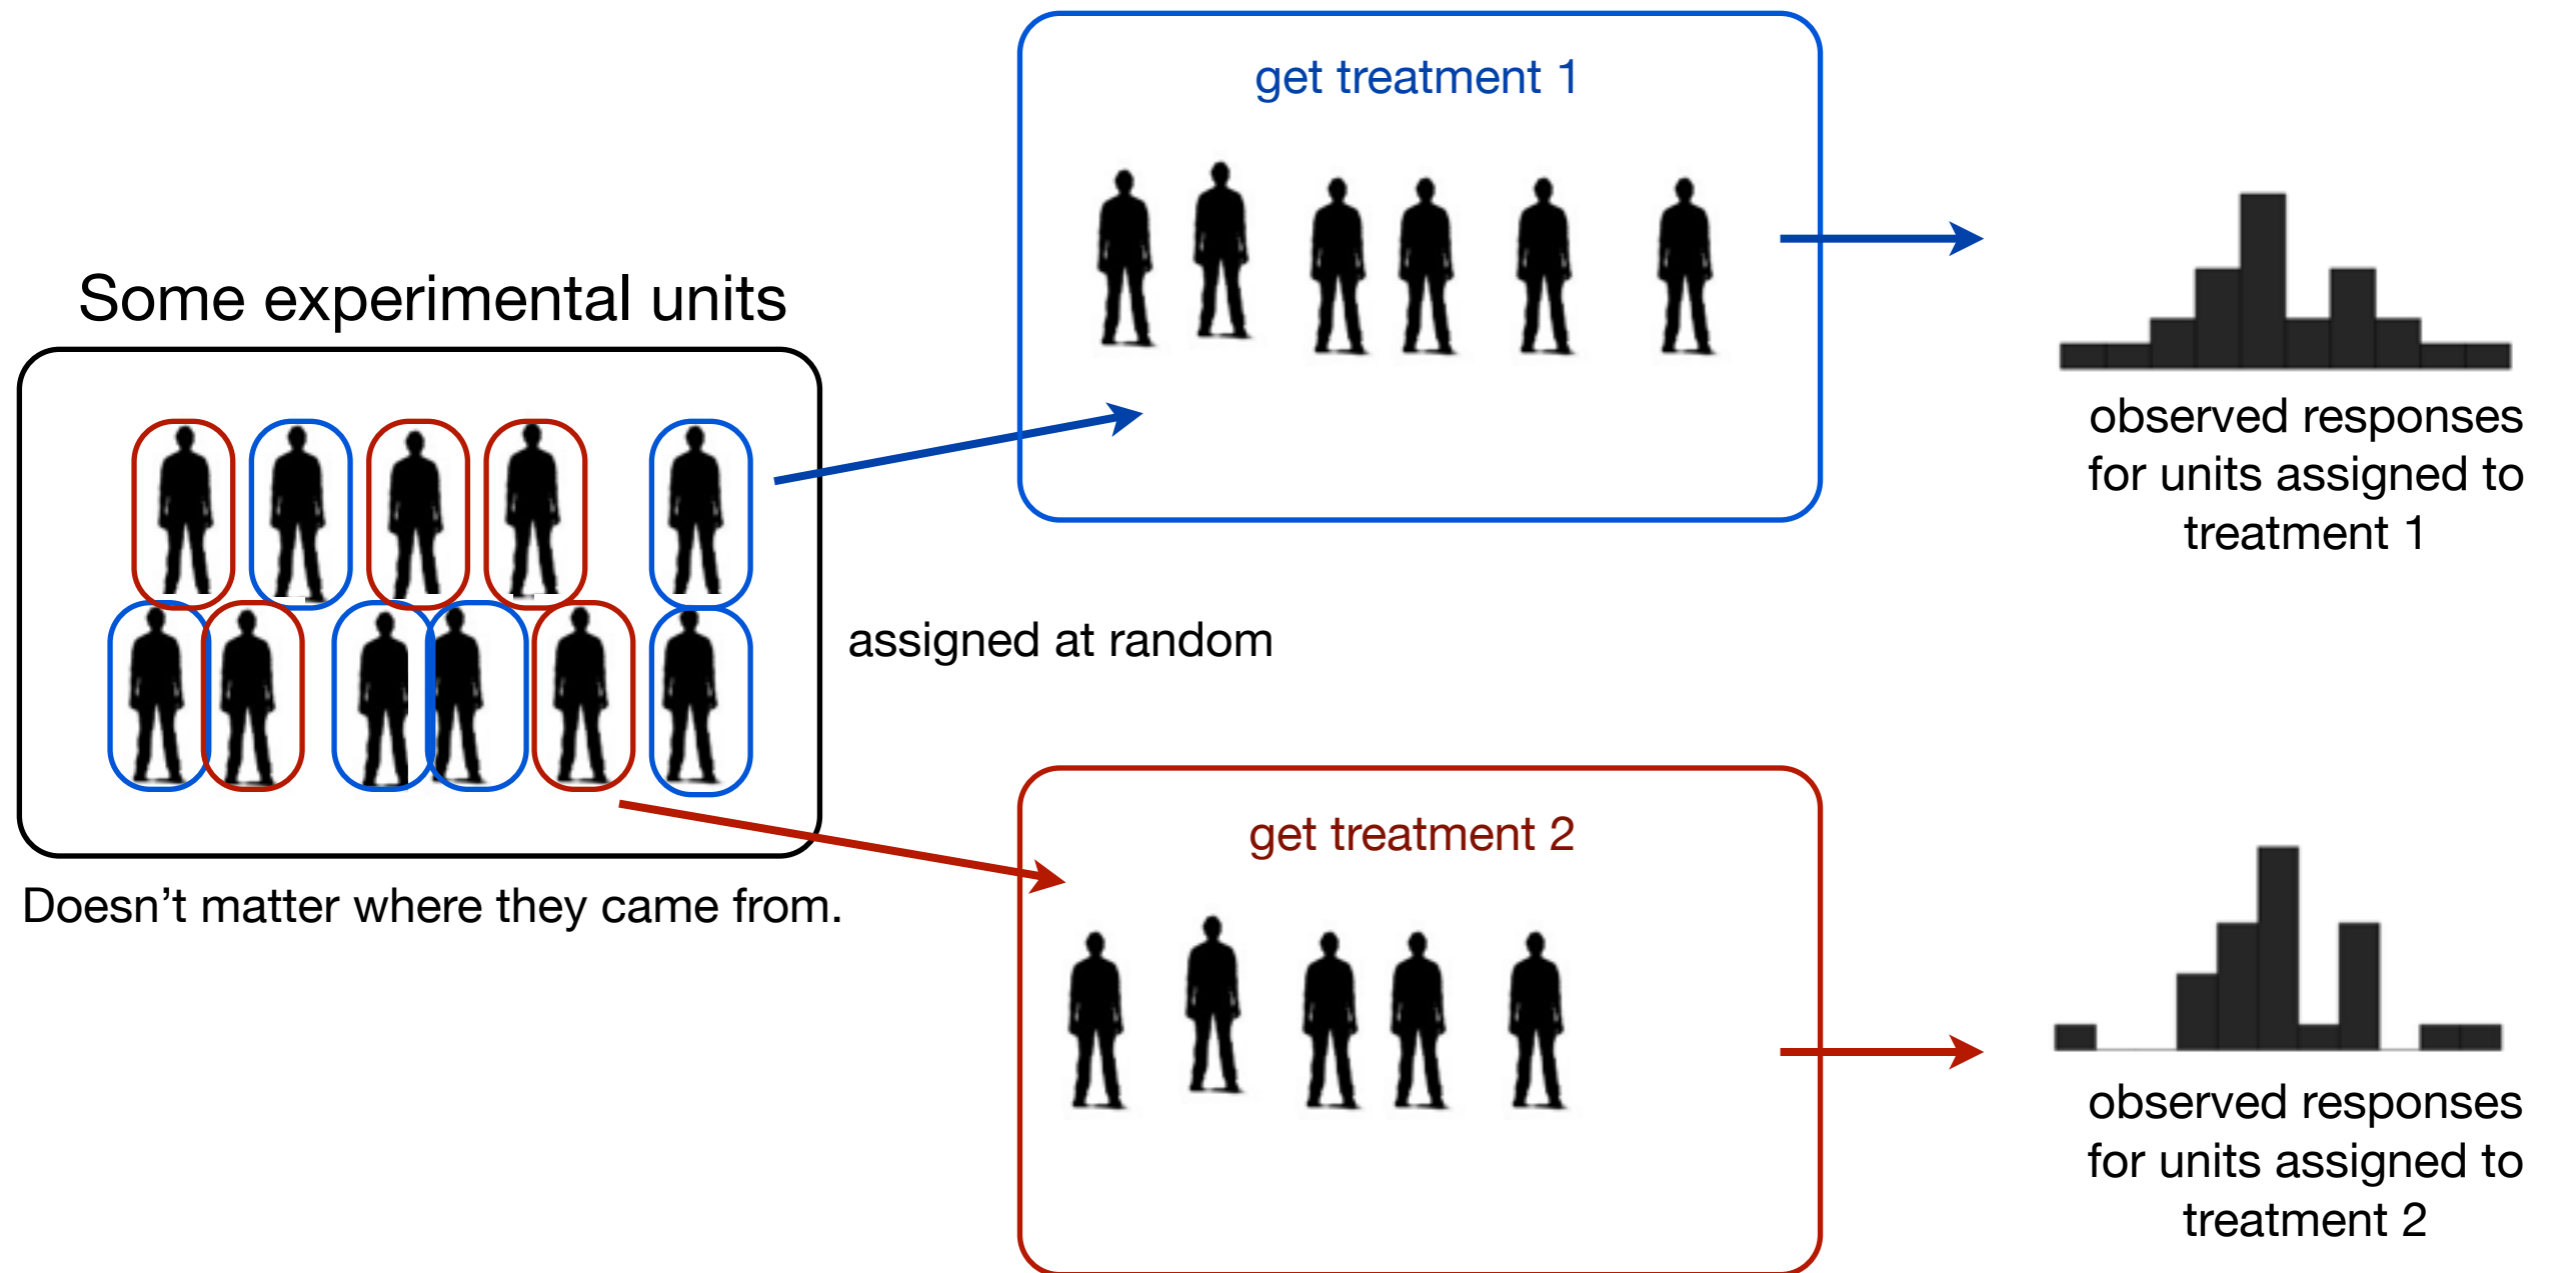 Some experimental units
Doesn’t matter where they came from.
assigned at random
get treatment 1
observed responses
for units assigned to
treatment 1
get treatment 2
observed responses
for units assigned to
treatment 2